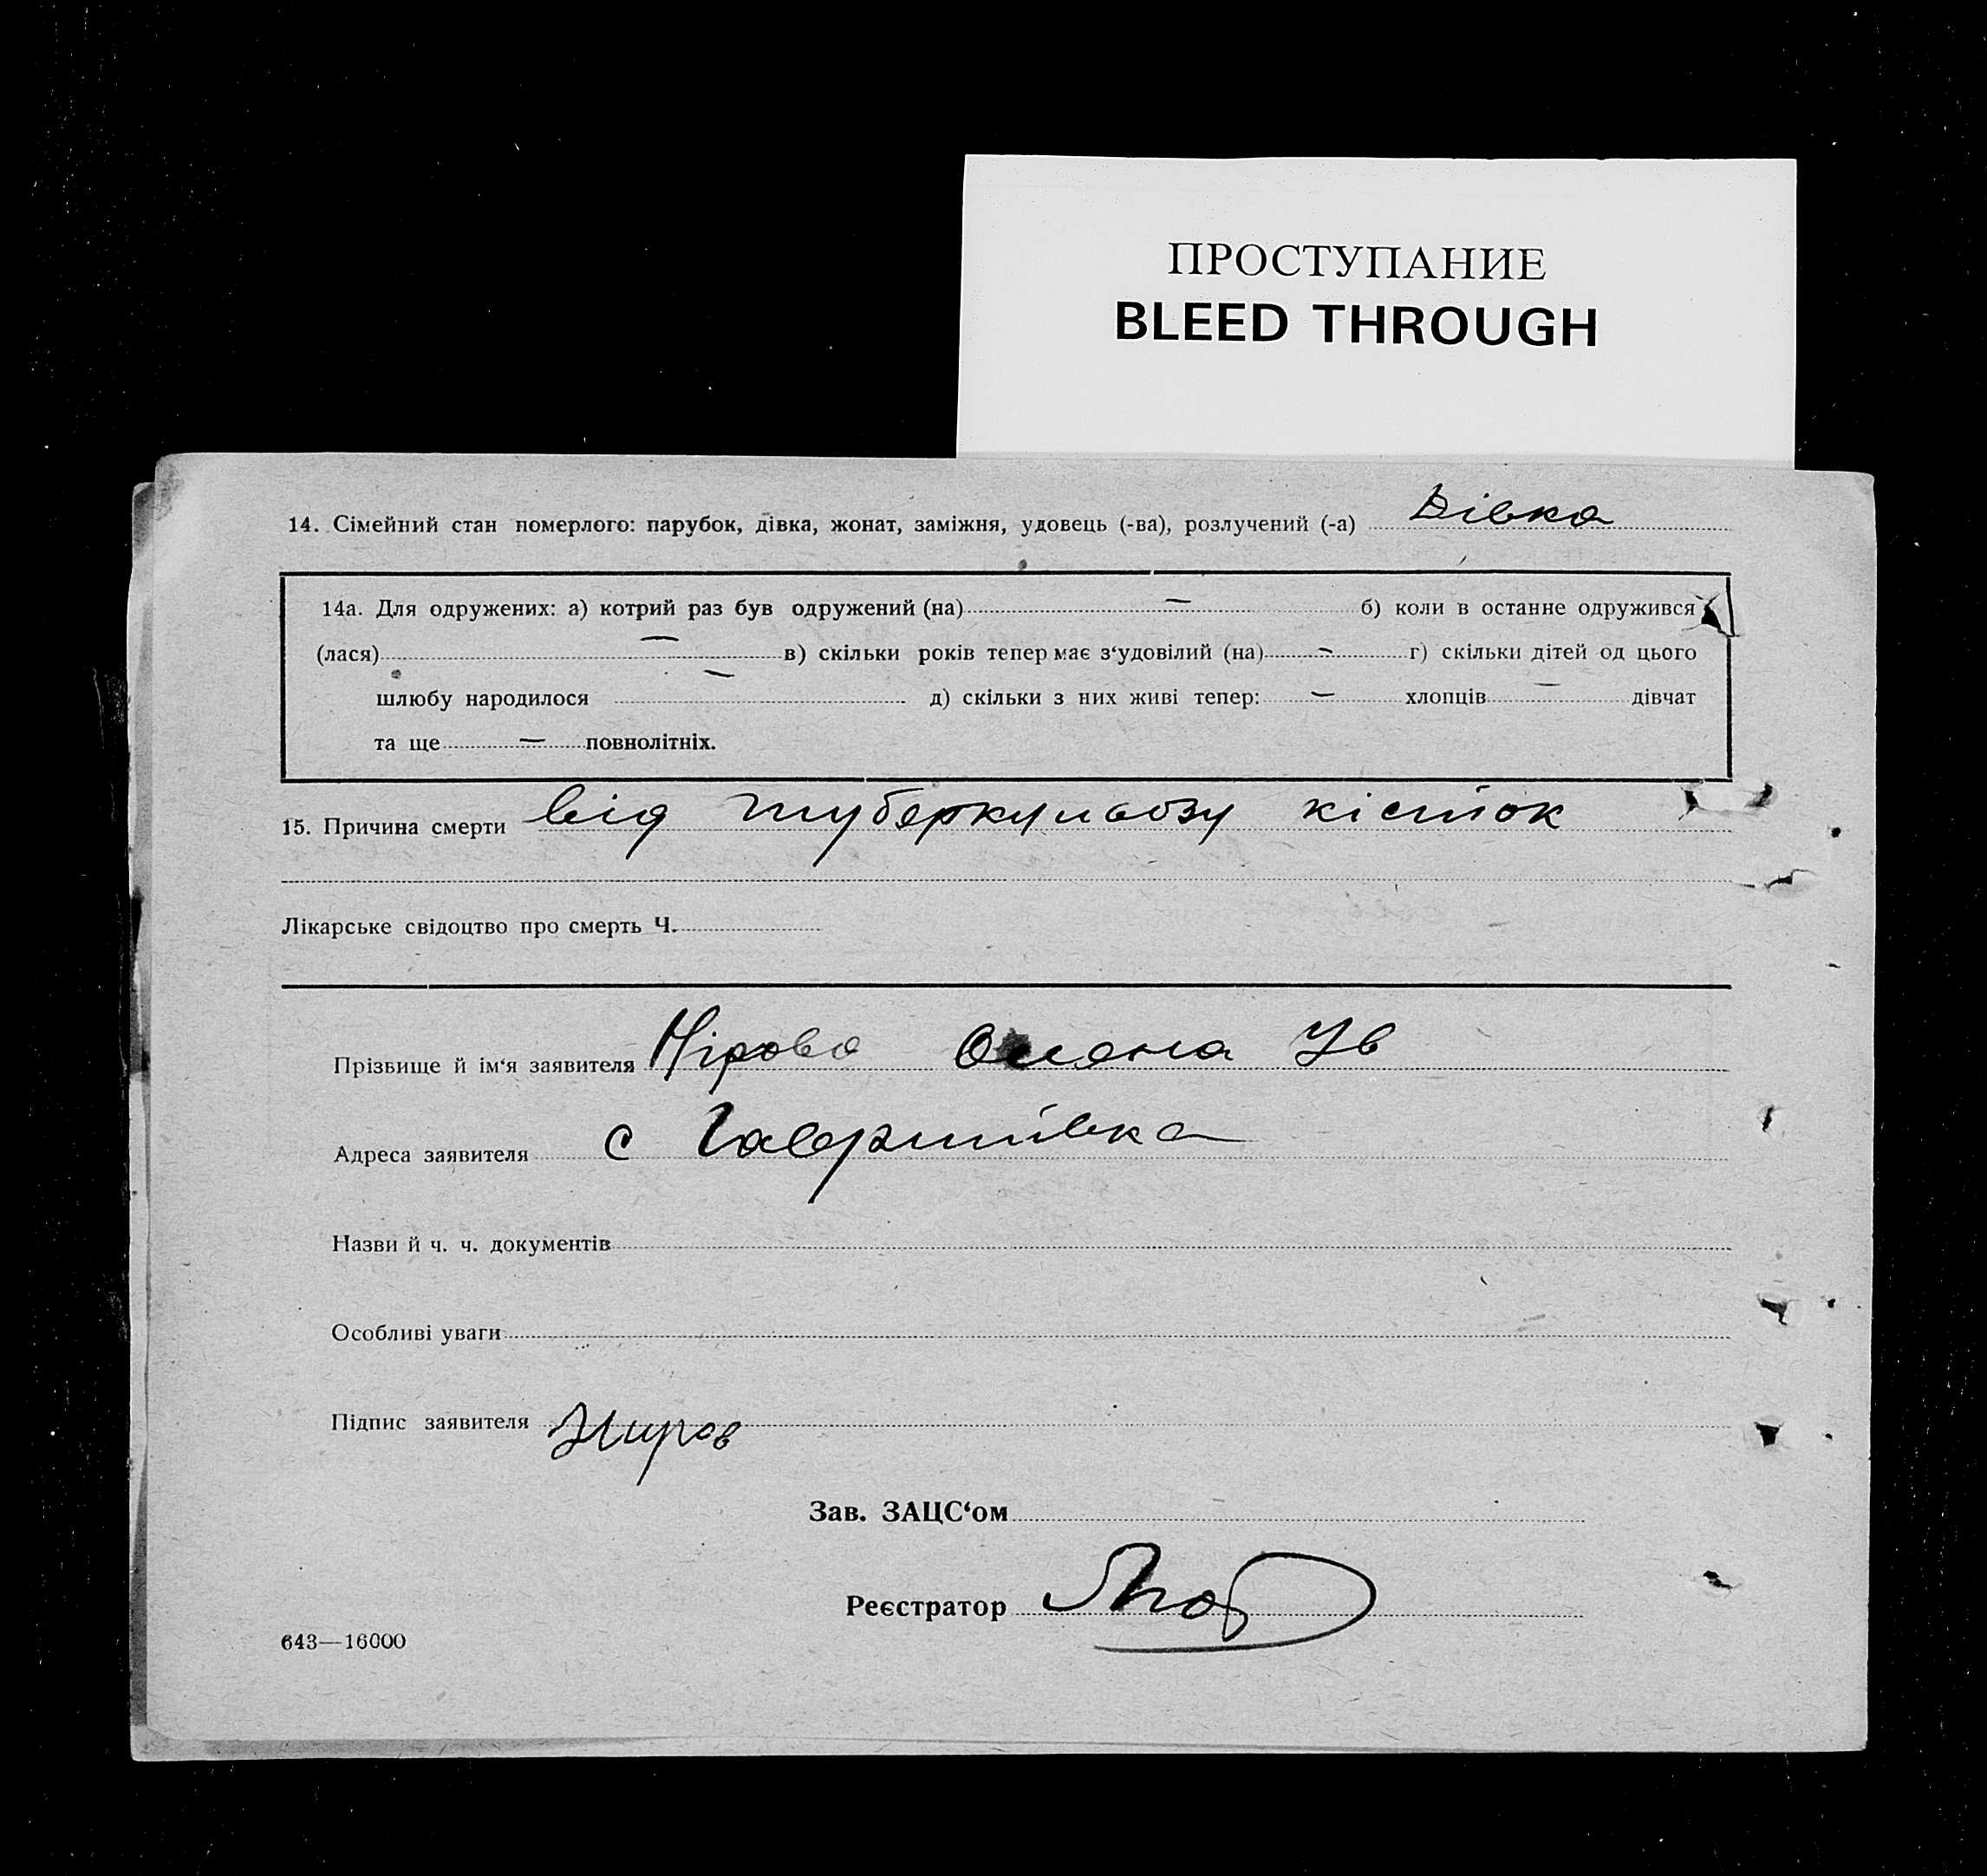 ПРОСТУПАНИЕ
BLEED THROUGH
14. Сімейний стан померлого: парубок, дівка, жонат, заміжня, удовець (-ва), розлучений (-а) Дівка
14а. Для одружених: а) котрий раз був одружений (на) — б) коли в останне одружився
(лася) — в) скільки років тепер має з‘удовілий (на) — г) скільки дітей од цього
шлюбу народилося — д) скільки з них живі тепер: — хлопців — дівчат
та ще — повнолітніх.
15. Причина смерти від туберкульозу кісток
Лікарське свідоцтво про смерть Ч.
Прізвище й ім‘я заявителя Олена Ів
Адреса заявителя с Гавришівка
Назви й ч. ч. документів
Особливі уваги
Підпис заявителя
Зав. ЗАЦС‘ом
Реєстратор
643—16000